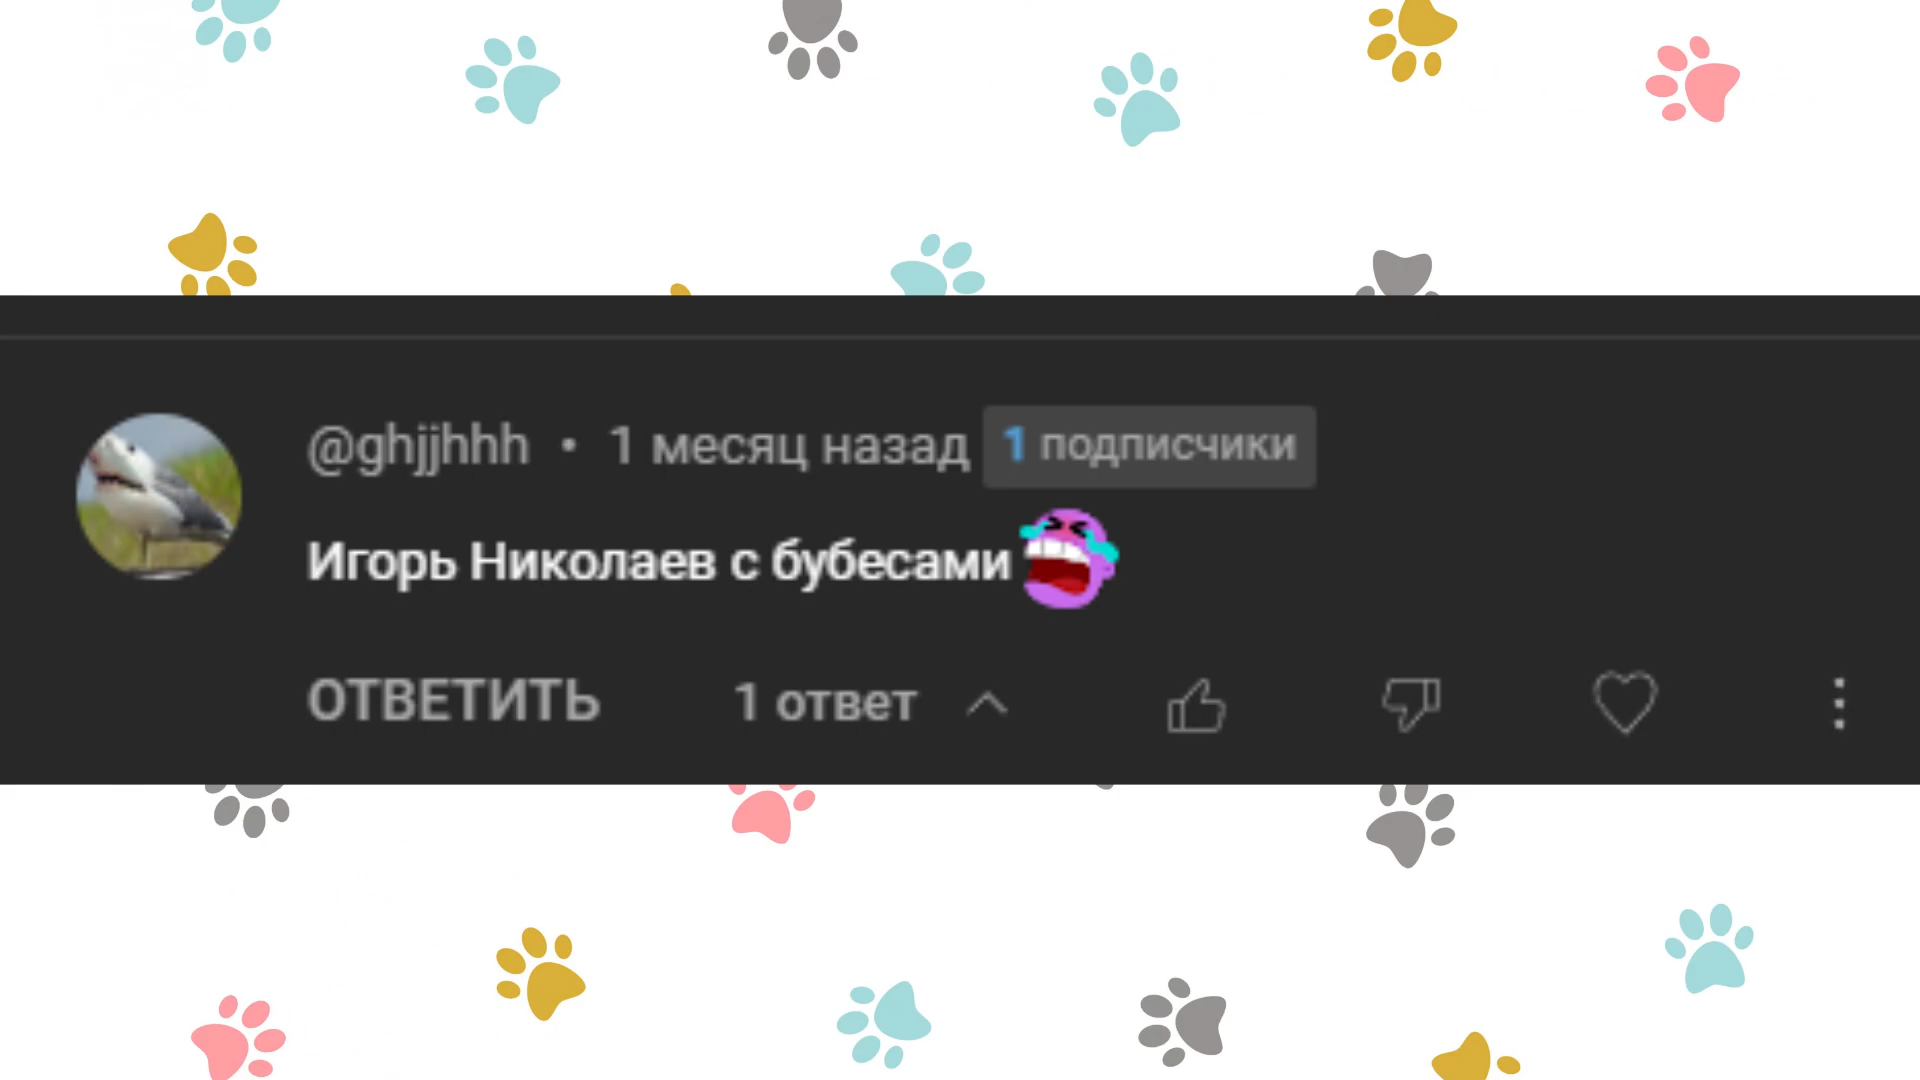 @ghjjhhh • 1 месяц назад 1 подписчики
Игорь Николаев с бубесами
ОТВЕТИТЬ 1 ответ